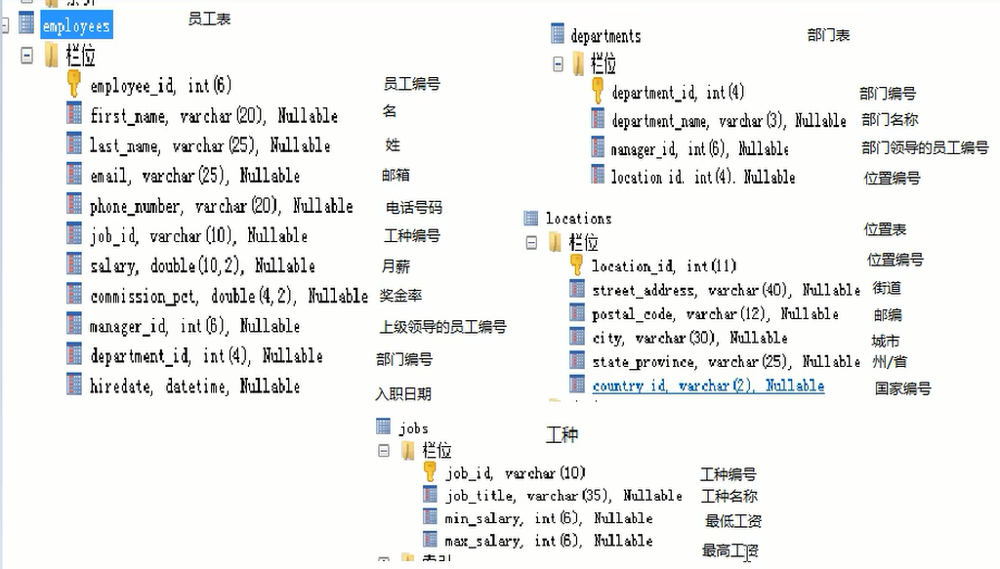 employees 员工表
栏位
employee_id, int(6) 员工编号
first_name, varchar(20), Nullable 名
last_name, varchar(25), Nullable 姓
email, varchar(25), Nullable 邮箱
phone_number, varchar(20), Nullable 电话号码
job_id, varchar(10), Nullable 工种编号
salary, double(10,2), Nullable 月薪
commission_pct, double(4,2), Nullable 奖金率
manager_id, int(6), Nullable 上级领导的员工编号
department_id, int(4), Nullable 部门编号
hiredate, datetime, Nullable 入职日期
departments 部门表
栏位
department_id, int(4) 部门编号
department_name, varchar(3), Nullable 部门名称
manager_id, int(6), Nullable 部门领导的员工编号
location_id, int(4), Nullable 位置编号
locations 位置表
栏位
location_id, int(11) 位置编号
street_address, varchar(40), Nullable 街道
postal_code, varchar(12), Nullable 邮编
city, varchar(30), Nullable 城市
state_province, varchar(25), Nullable 州/省
country_id, varchar(2), Nullable 国家编号
jobs 工种
栏位
job_id, varchar(10) 工种编号
job_title, varchar(35), Nullable 工种名称
min_salary, int(6), Nullable 最低工资
max_salary, int(6), Nullable 最高工资